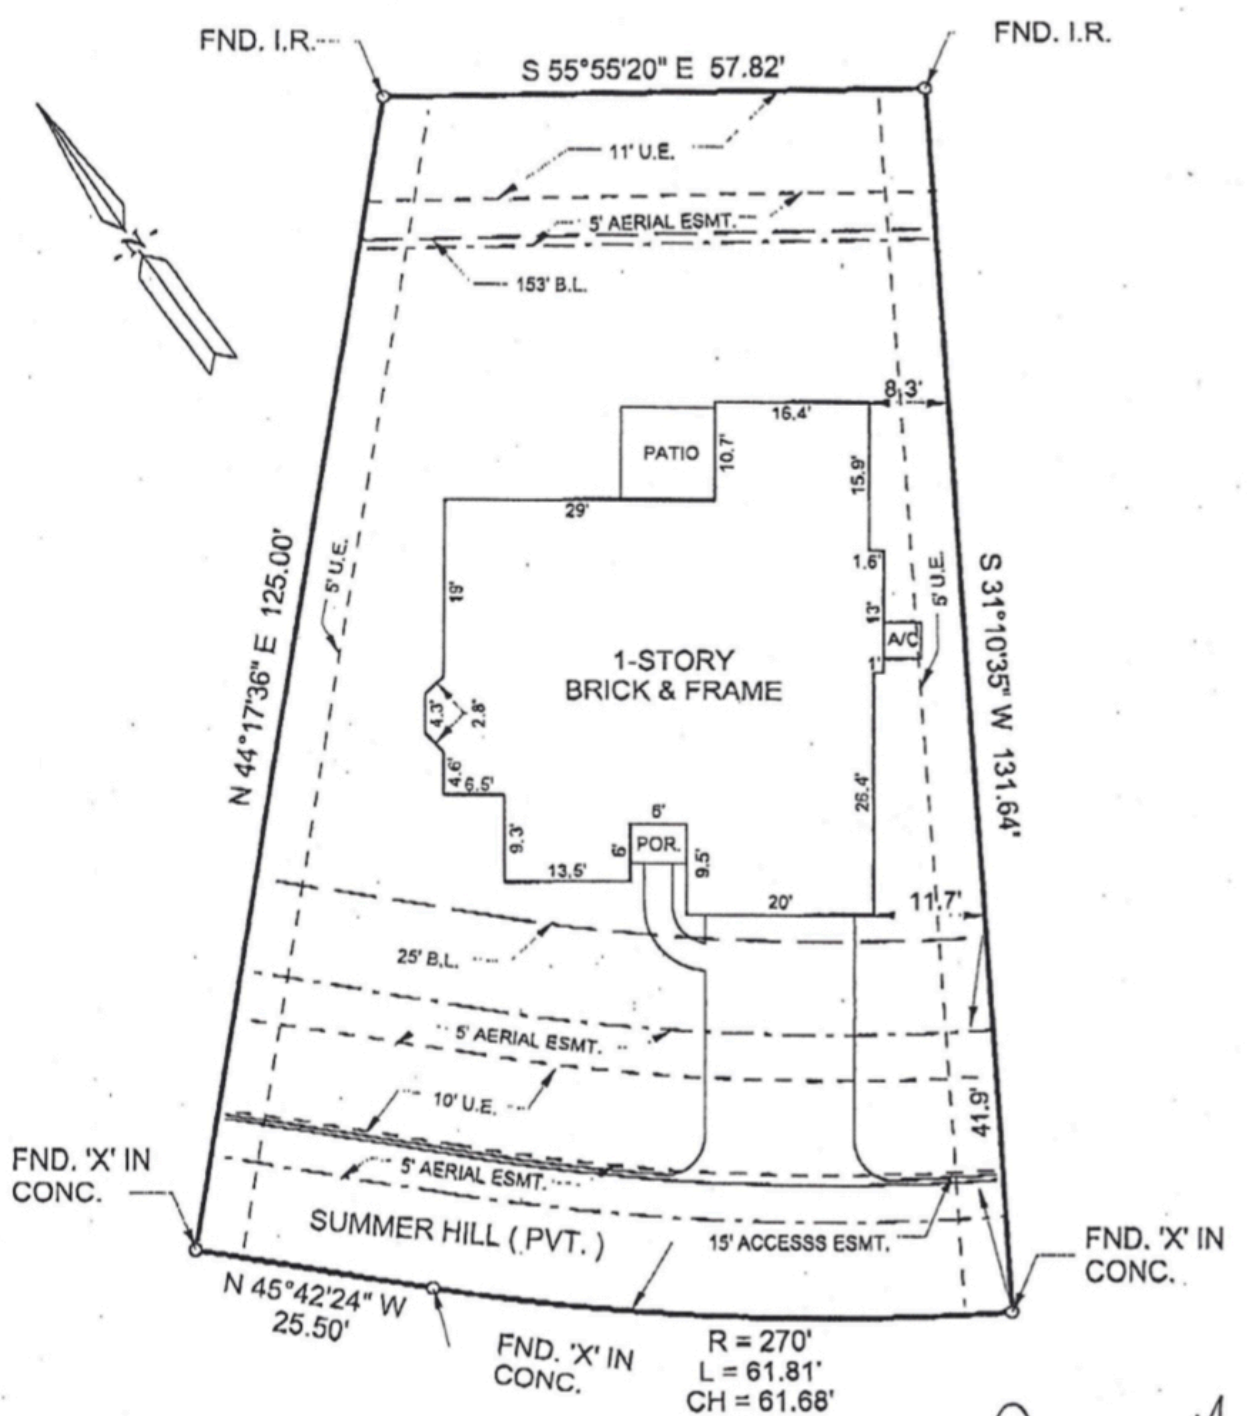 FND. I.R.
FND. I.R.
S 55°55'20" E 57.82'
11' U.E.
5' AERIAL ESMT.
153' B.L.
N
8.3'
16.4'
PATIO
10.7'
15.9'
29'
N 44°17'36" E 125.00'
5' U.E.
19'
1.6'
13'
A/C
1'
5' U.E.
S 31°10'35" W 131.64'
1-STORY
BRICK & FRAME
4.3'
2.8'
4.6'
6.5'
9.3'
13.5'
6'
6'
POR.
9.5'
26.4'
20'
11.7'
25' B.L.
5' AERIAL ESMT.
10' U.E.
41.9'
5' AERIAL ESMT.
FND. 'X' IN
CONC.
SUMMER HILL ( PVT. )
15' ACCESSS ESMT.
FND. 'X' IN
CONC.
N 45°42'24" W
25.50'
FND. 'X' IN
CONC.
R = 270'
L = 61.81'
CH = 61.68'